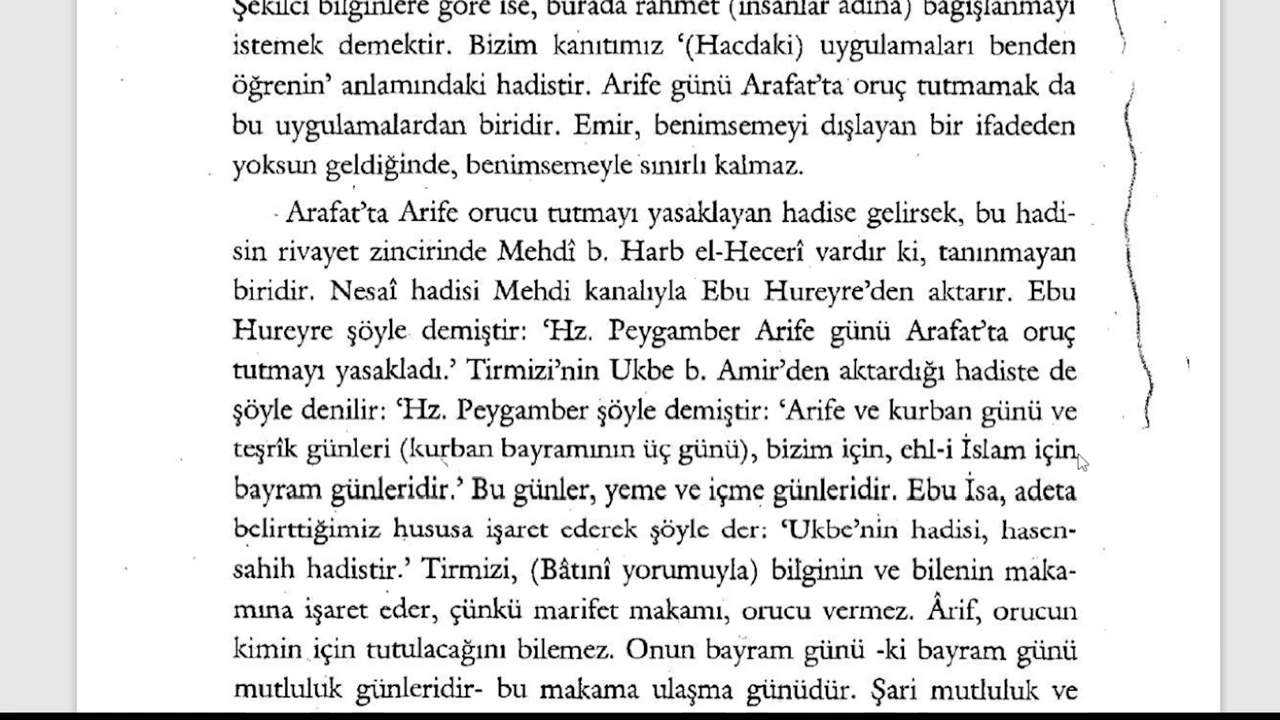 Şekilci bilginlere göre ise, burada rahmet (insanlar adına) bağışlanmayı
istemek demektir. Bizim kanıtımız ‘(Hacdaki) uygulamaları benden
öğrenin’ anlamındaki hadistir. Arife günü Arafat’ta oruç tutmamak da
bu uygulamalardan biridir. Emir, benimsemeyi dışlayan bir ifadeden
yoksun geldiğinde, benimsemeyle sınırlı kalmaz.
Arafat’ta Arife orucu tutmayı yasaklayan hadise gelirsek, bu hadi-
sin rivayet zincirinde Mehdî b. Harb el-Hecerî vardır ki, tanınmayan
biridir. Nesaî hadisi Mehdi kanalıyla Ebu Hureyre’den aktarır. Ebu
Hureyre şöyle demiştir: ‘Hz. Peygamber Arife günü Arafat’ta oruç
tutmayı yasakladı.’ Tirmizi’nin Ukbe b. Amir’den aktardığı hadiste de
şöyle denilir: ‘Hz. Peygamber şöyle demiştir: ‘Arife ve kurban günü ve
teşrîk günleri (kurban bayramının üç günü), bizim için, ehl-i İslam için
bayram günleridir.’ Bu günler, yeme ve içme günleridir. Ebu İsa, adeta
belirttiğimiz hususa işaret ederek şöyle der: ‘Ukbe’nin hadisi, hasen-
sahih hadistir.’ Tirmizi, (Bâtınî yorumuyla) bilginin ve bilenin maka-
mına işaret eder, çünkü marifet makamı, orucu vermez. Ârif, orucun
kimin için tutulacağını bilemez. Onun bayram günü -ki bayram günü
mutluluk günleridir- bu makama ulaşma günüdür. Şari mutluluk ve